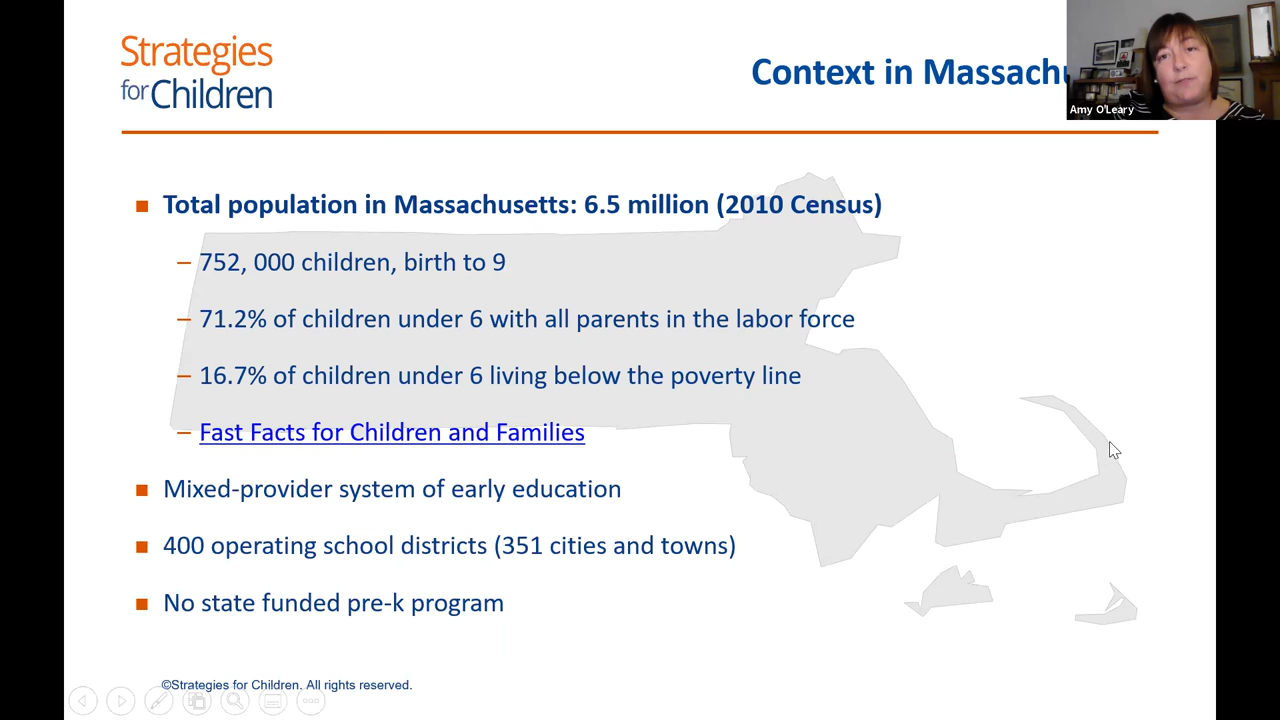 Strategies
for Children
Context in Massachu
Amy O'Leary
Total population in Massachusetts: 6.5 million (2010 Census)
– 752, 000 children, birth to 9
– 71.2% of children under 6 with all parents in the labor force
– 16.7% of children under 6 living below the poverty line
– Fast Facts for Children and Families
Mixed-provider system of early education
400 operating school districts (351 cities and towns)
No state funded pre-k program
©Strategies for Children. All rights reserved.